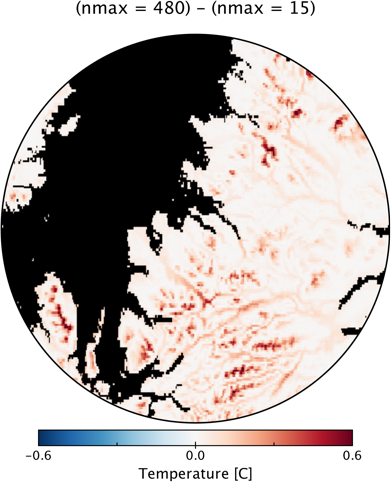 (nmax = 480) – (nmax = 15)
−0.6 0.0 0.6
Temperature [C]